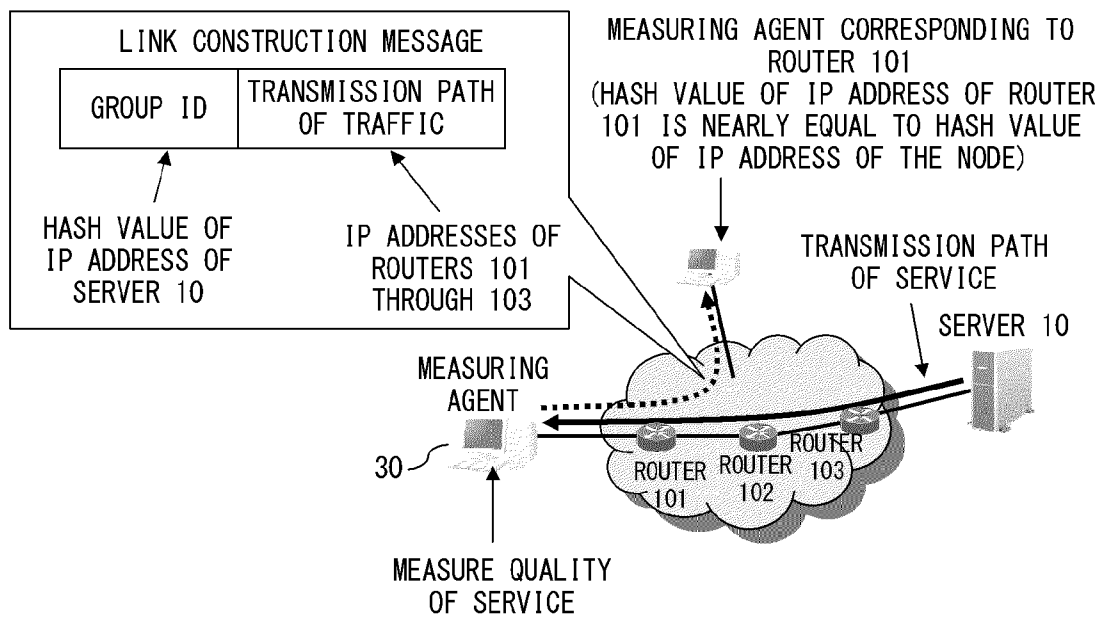 LINK CONSTRUCTION MESSAGE
GROUP ID
TRANSMISSION PATH
OF TRAFFIC
HASH VALUE OF
IP ADDRESS OF
SERVER 10
IP ADDRESSES OF
ROUTERS 101
THROUGH 103
MEASURING AGENT CORRESPONDING TO
ROUTER 101
(HASH VALUE OF IP ADDRESS OF ROUTER
101 IS NEARLY EQUAL TO HASH VALUE
OF IP ADDRESS OF THE NODE)
TRANSMISSION PATH
OF SERVICE
SERVER 10
MEASURING
AGENT
30
ROUTER
101
ROUTER
102
ROUTER
103
MEASURE QUALITY
OF SERVICE